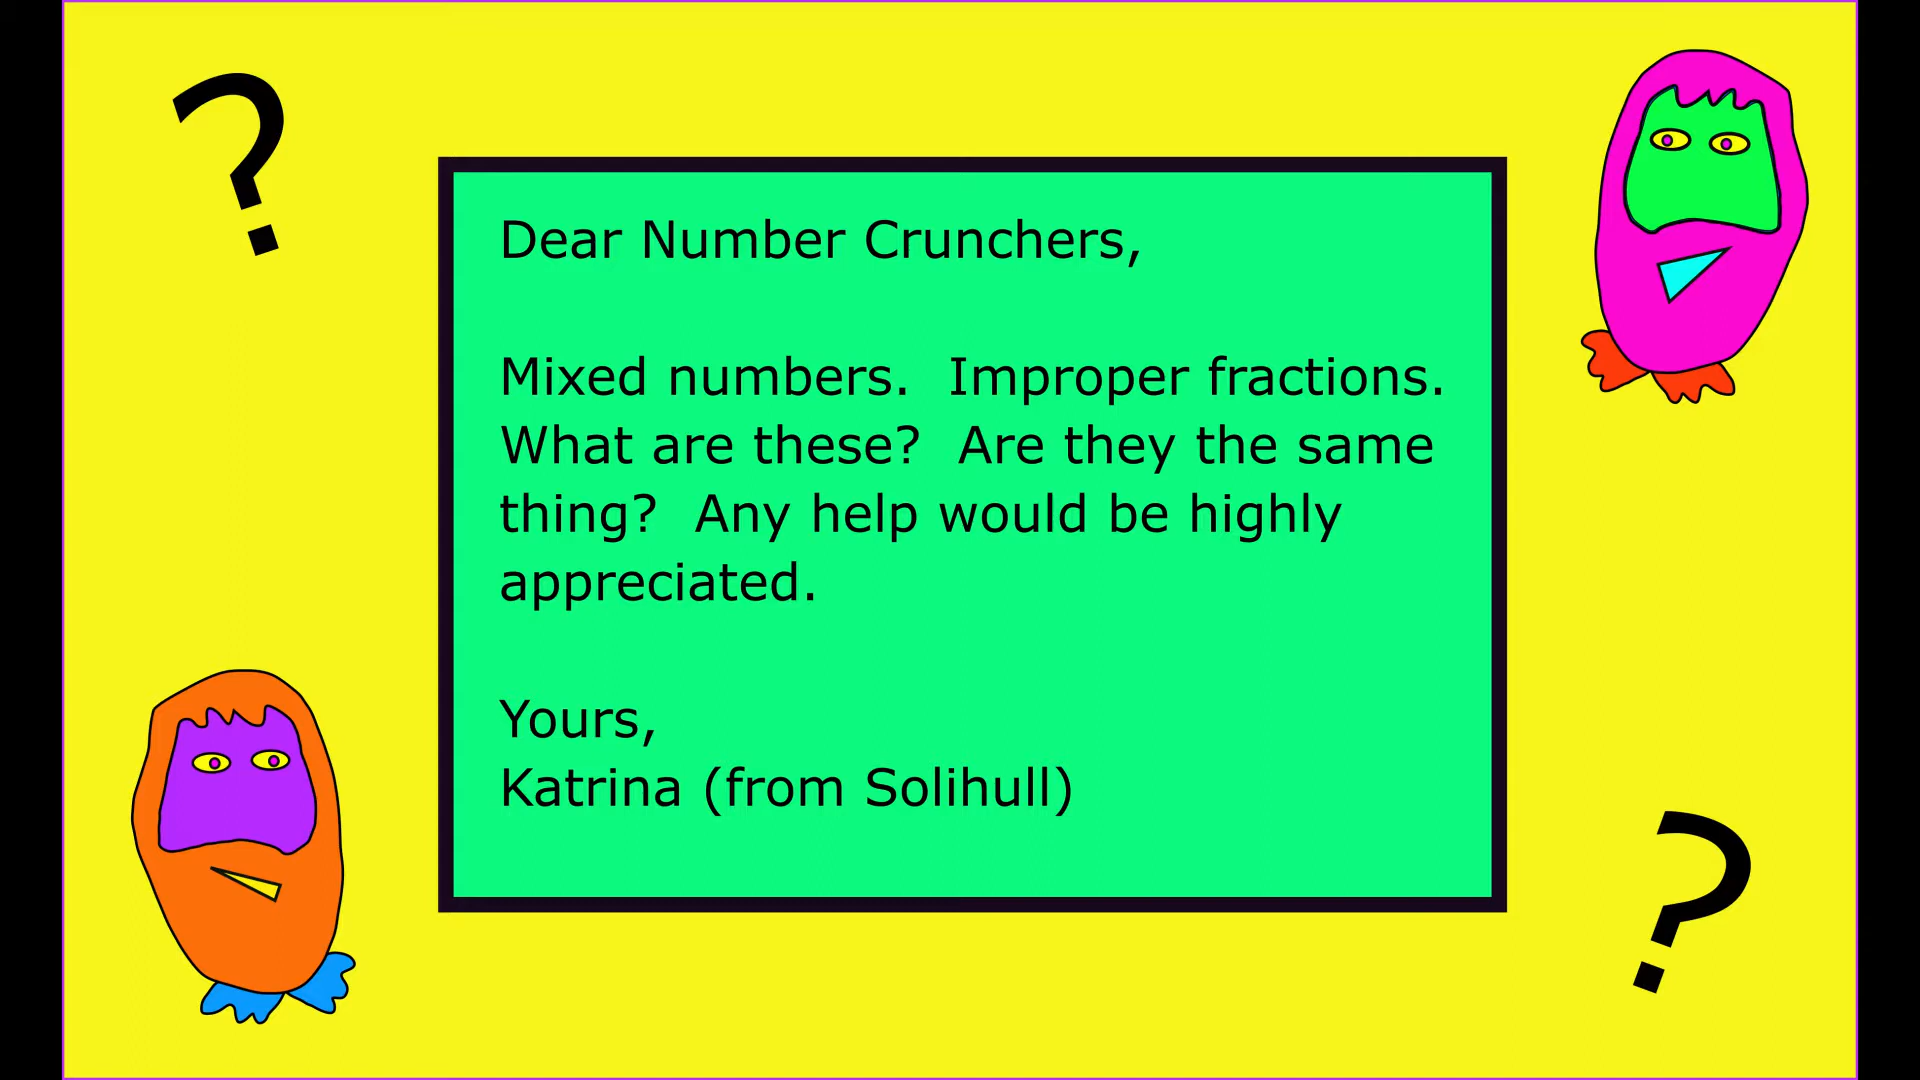 ?
Dear Number Crunchers,
Mixed numbers.  Improper fractions.
What are these?  Are they the same
thing?  Any help would be highly
appreciated.
Yours,
Katrina (from Solihull)
?